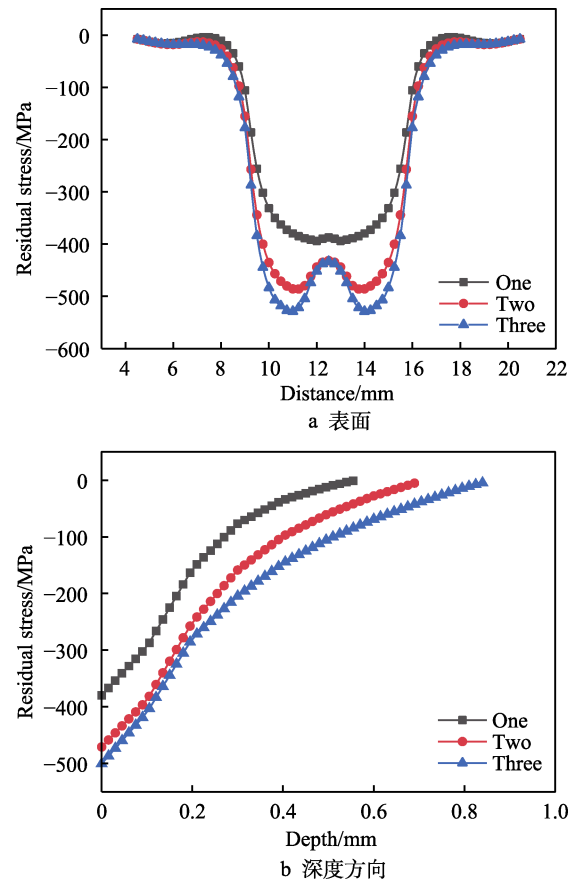 0
−100
−200
−300
−400
−500
−600
Residual stress/MPa
One
Two
Three
4 6 8 10 12 14 16 18 20 22
Distance/mm
a 表面
0
−100
−200
−300
−400
−500
Residual stress/MPa
One
Two
Three
0 0.2 0.4 0.6 0.8 1.0
Depth/mm
b 深度方向